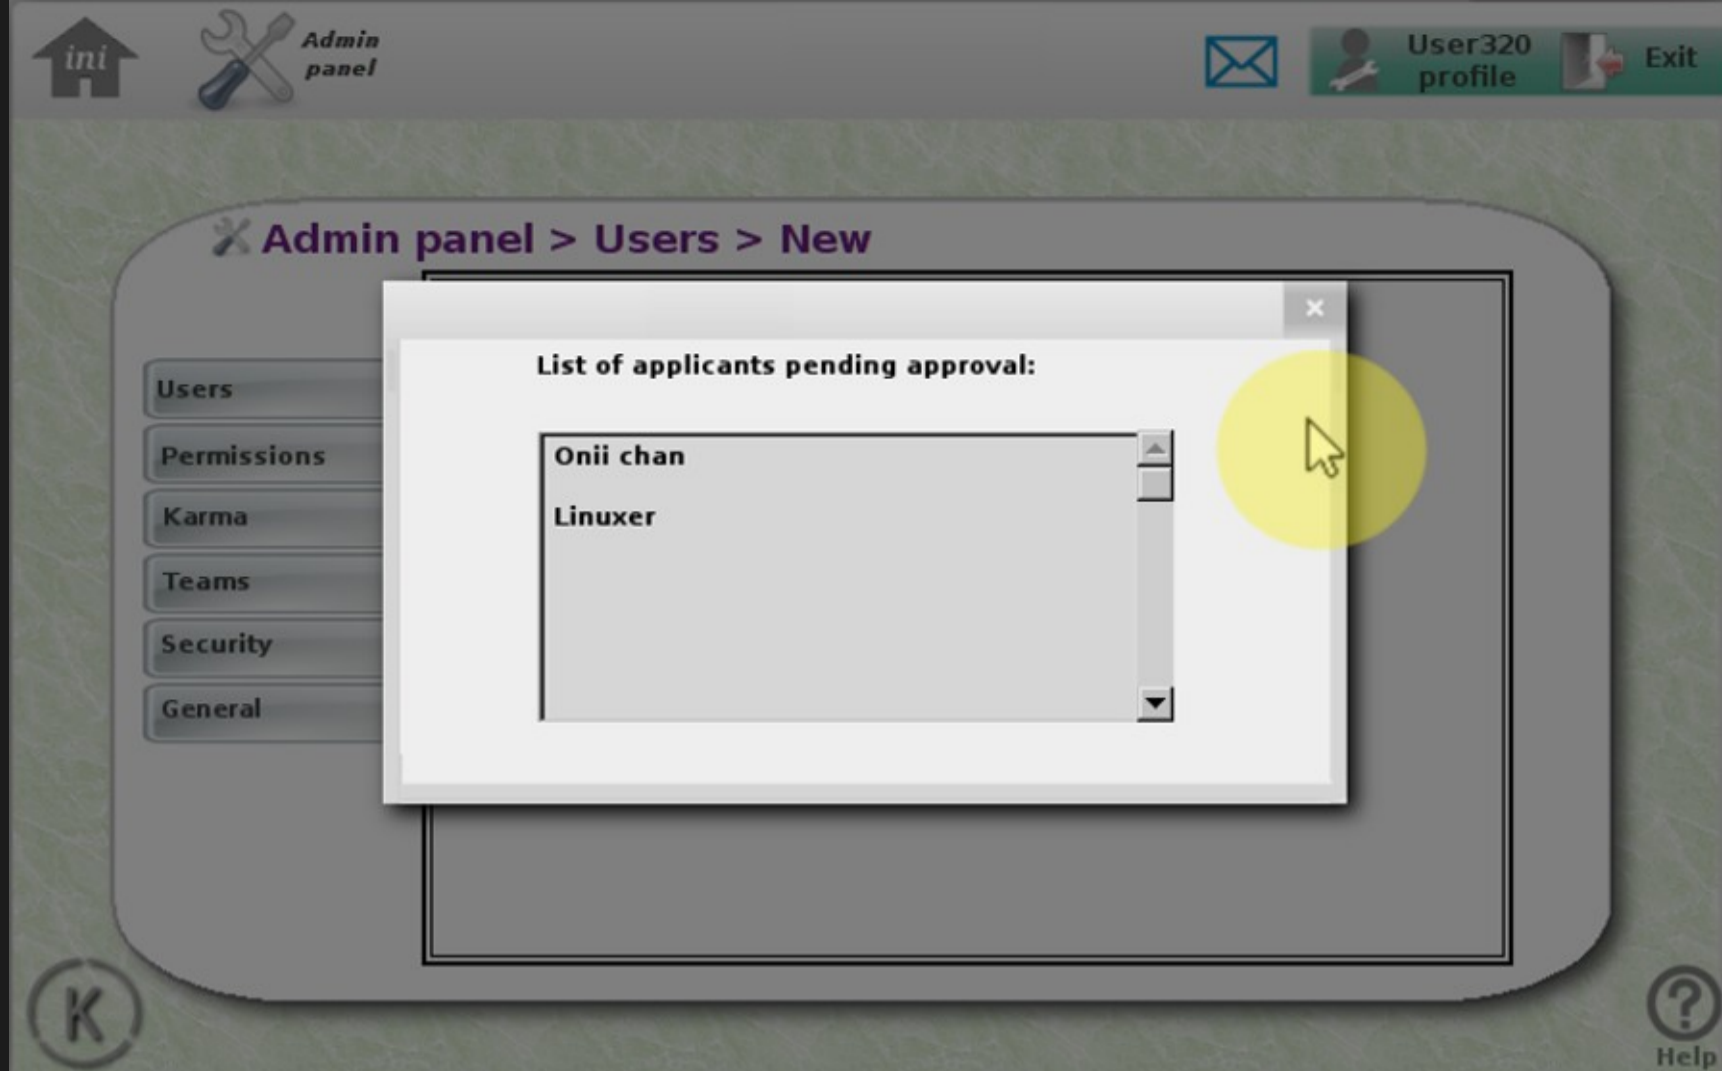 ini
Admin
panel
User320
profile
Exit
Admin panel > Users > New
List of applicants pending approval:
Users
Permissions
Karma
Teams
Security
General
Onii chan
Linuxer
K
?
Help